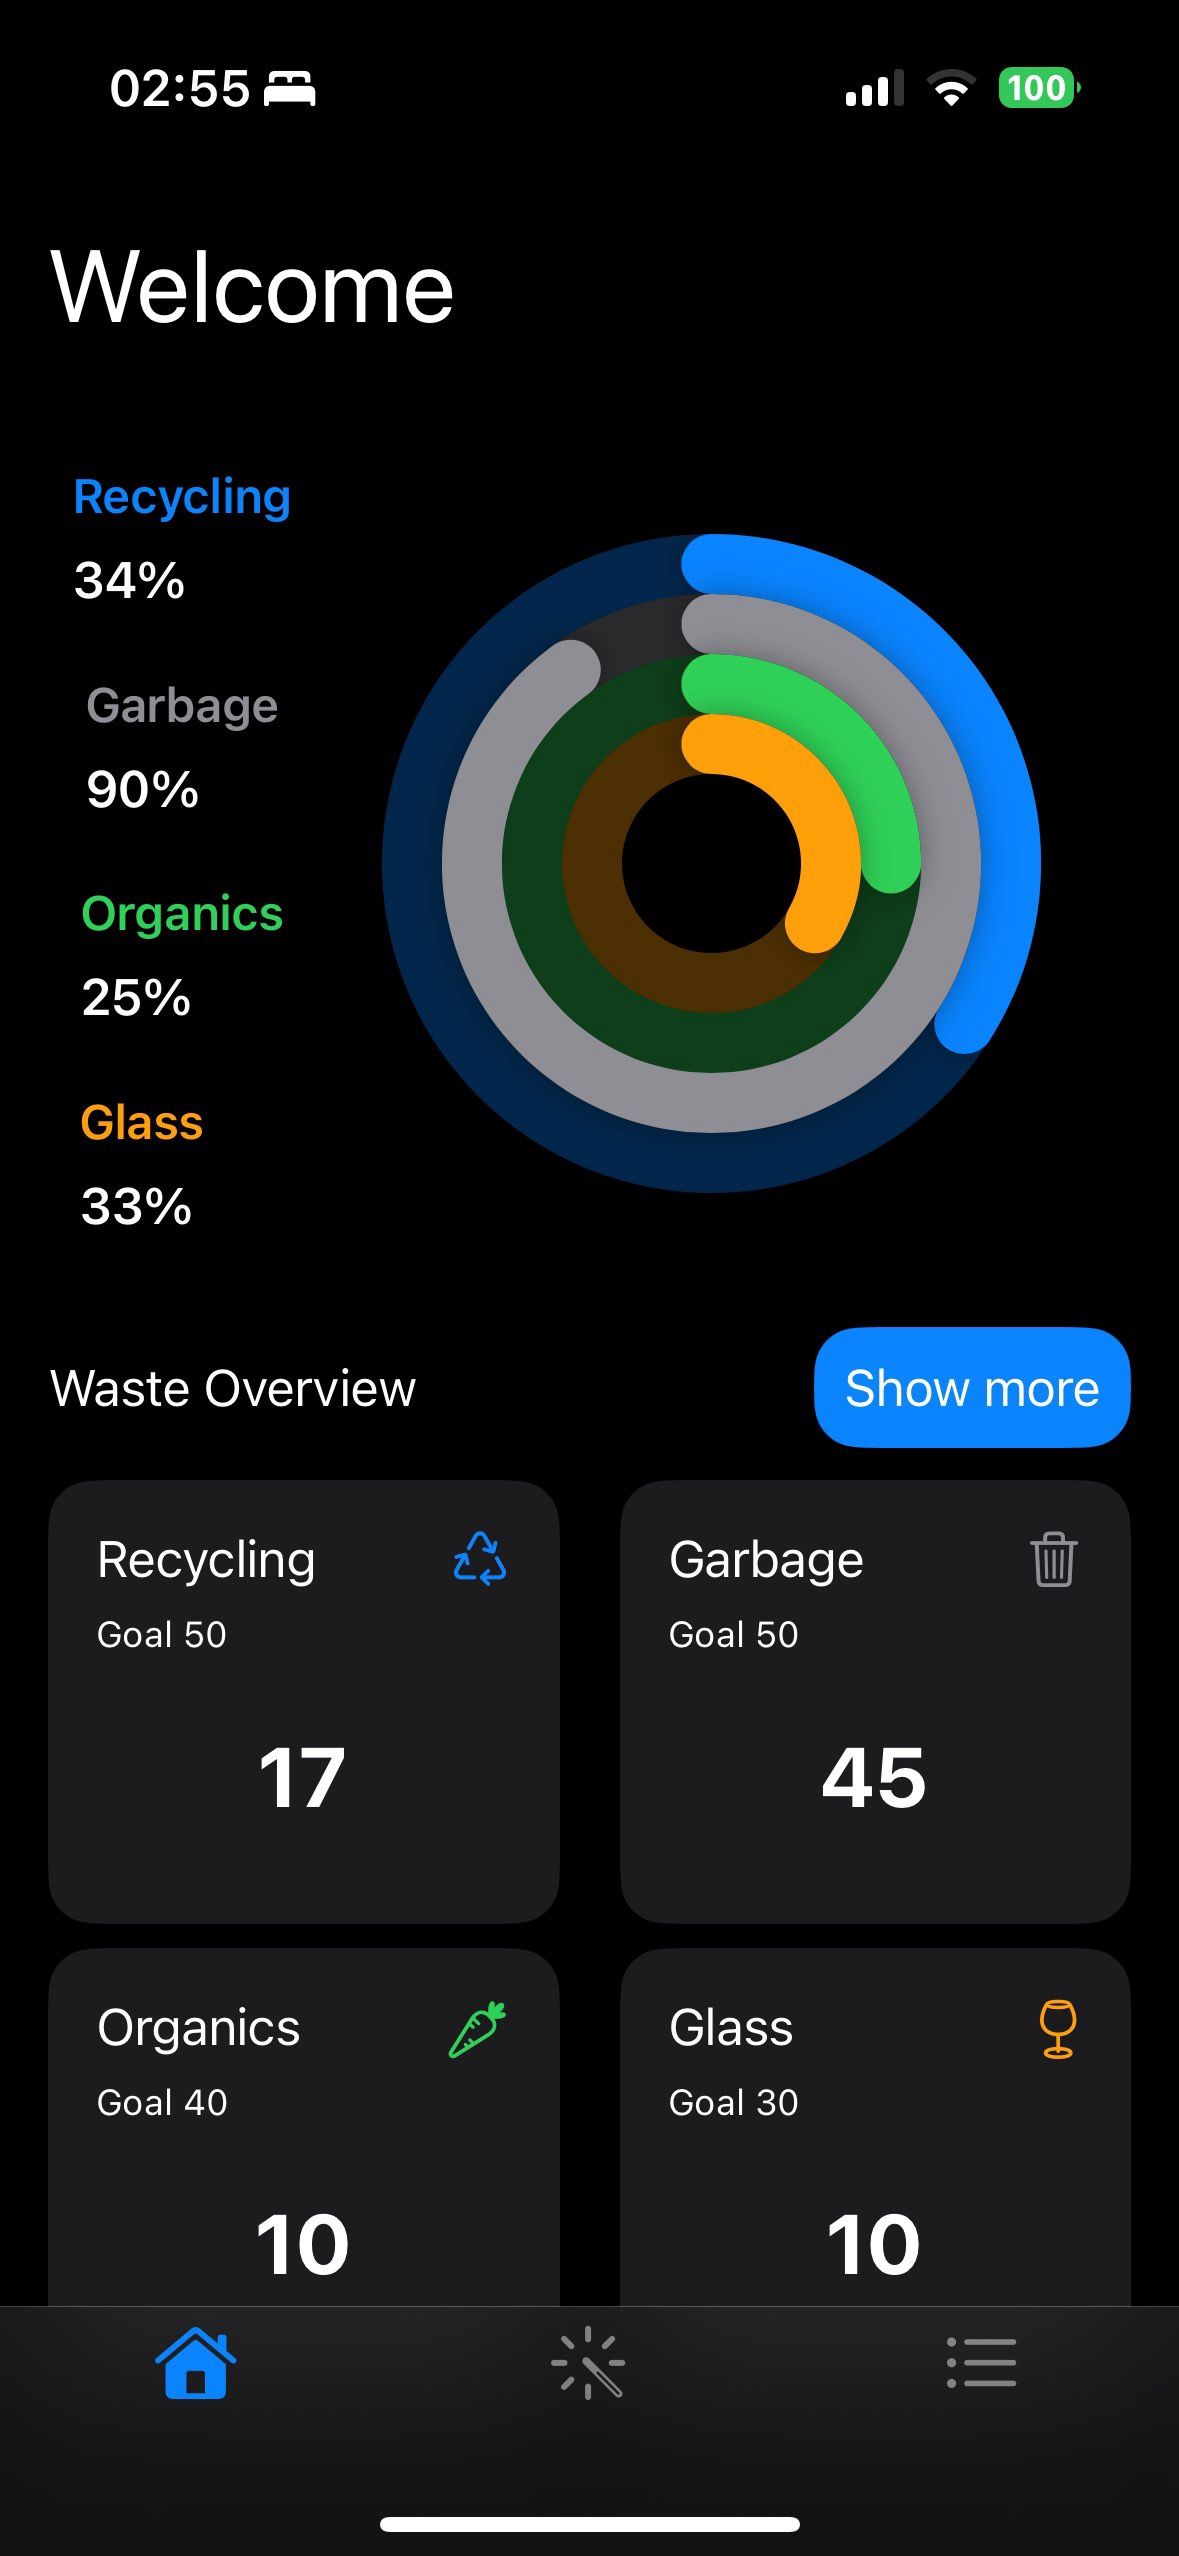 02:55
100
Welcome
Recycling
34%
Garbage
90%
Organics
25%
Glass
33%
Waste Overview
Show more
Recycling
Goal 50
17
Garbage
Goal 50
45
Organics
Goal 40
10
Glass
Goal 30
10